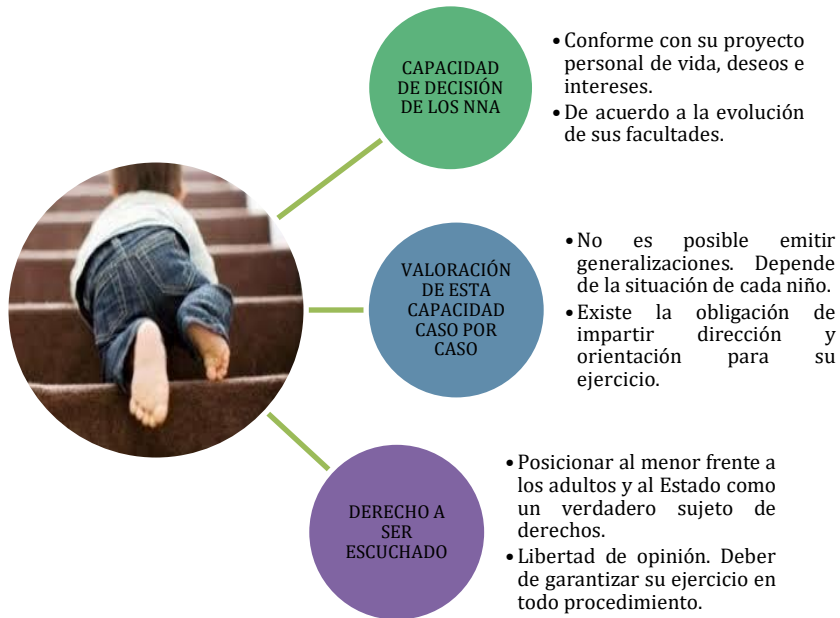 CAPACIDAD
DE DECISIÓN
DE LOS NNA
• Conforme con su proyecto
personal de vida, deseos e
intereses.
• De acuerdo a la evolución
de sus facultades.
VALORACIÓN
DE ESTA
CAPACIDAD
CASO POR
CASO
• No es posible emitir
generalizaciones. Depende
de la situación de cada niño.
• Existe la obligación de
impartir dirección y
orientación para su
ejercicio.
DERECHO A
SER
ESCUCHADO
• Posicionar al menor frente a
los adultos y al Estado como
un verdadero sujeto de
derechos.
• Libertad de opinión. Deber
de garantizar su ejercicio en
todo procedimiento.